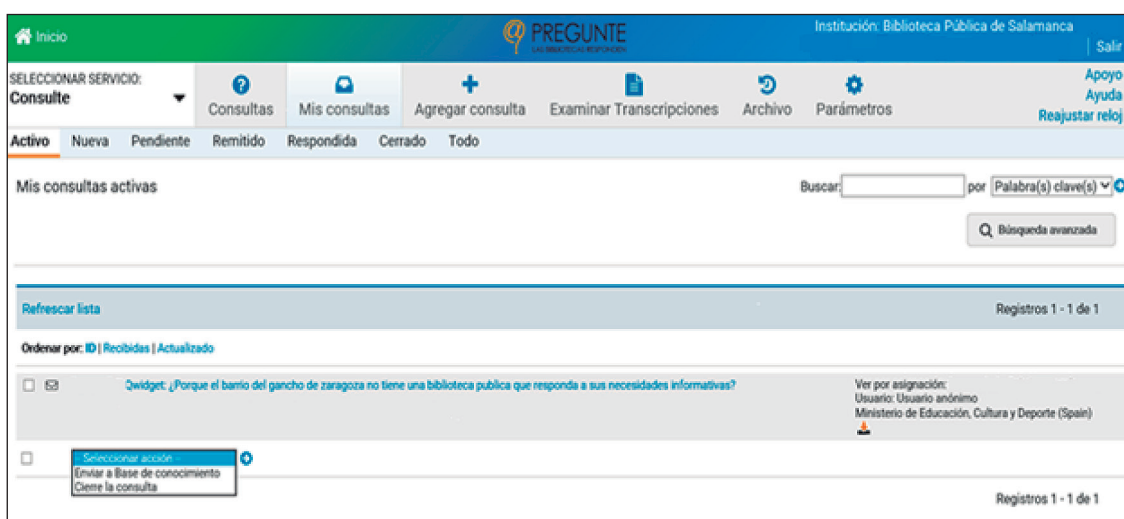 Inicio
PREGUNTE
LAS BIBLIOTECAS RESPONDEN
Institución: Biblioteca Pública de Salamanca
Salir
SELECCIONAR SERVICIO:
Consulte
Consultas
Mis consultas
Agregar consulta
Examinar Transcripciones
Archivo
Parámetros
Apoyo
Ayuda
Reajustar reloj
Activo Nueva Pendiente Remitido Respondida Cerrado Todo
Mis consultas activas
Buscar: por Palabra(s) clave(s)
Búsqueda avanzada
Refrescar lista
Registros 1 - 1 de 1
Ordenar por: ID | Recibidas | Actualizado
Qwidget: ¿Porque el barrio del gancho de zaragoza no tiene una biblioteca publica que responda a sus necesidades informativas?
Ver por asignación:
Usuario: Usuario anónimo
Ministerio de Educación, Cultura y Deporte (Spain)
- Seleccionar acción -
Enviar a Base de conocimiento
Cierre la consulta
Registros 1 - 1 de 1